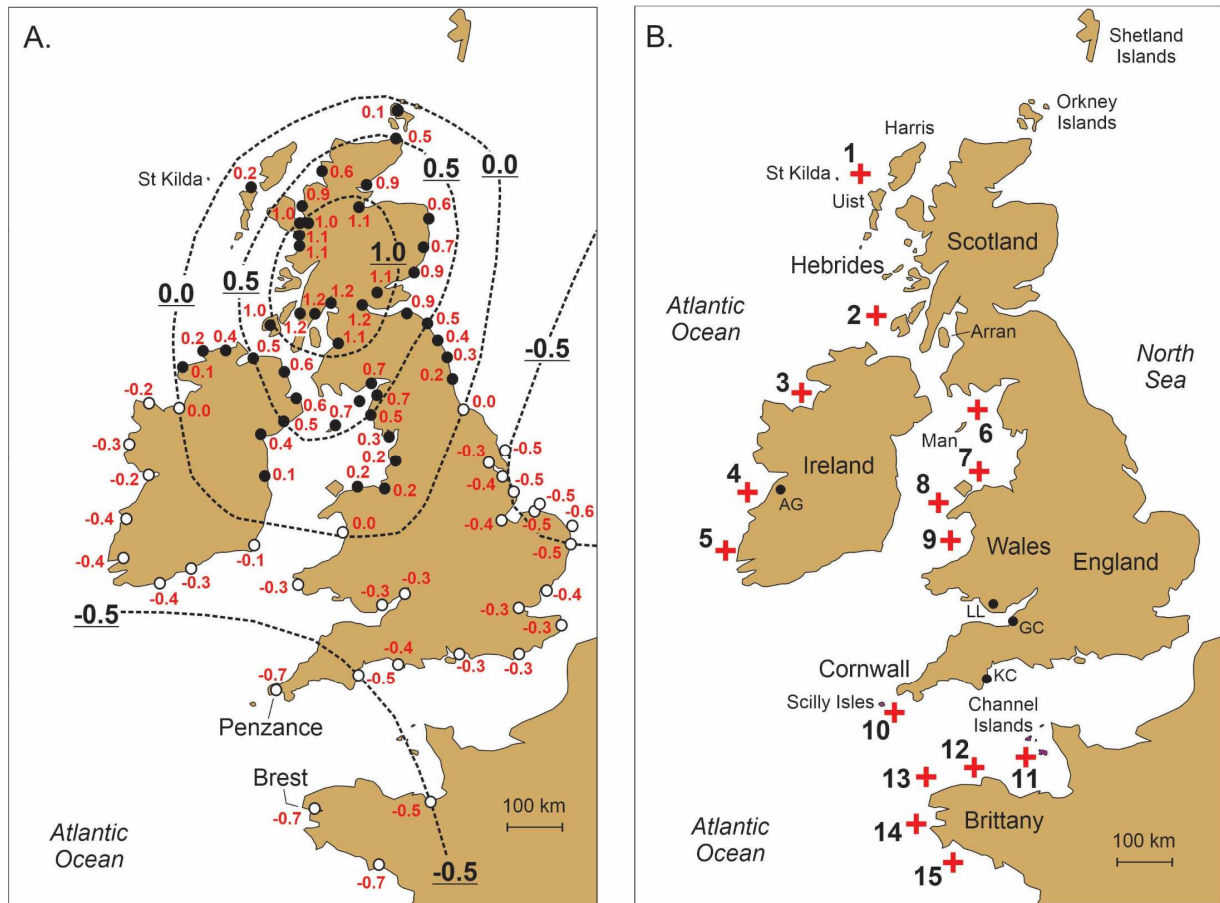 A.
St Kilda
0.1
0.5
0.0
0.2
0.6
0.9
0.5
0.9
1.1
0.6
1.0
1.0
1.1
1.1
0.7
1.0
0.9
0.0
0.5
1.1
1.2
1.0
1.2
1.2
0.9
0.5
-0.5
0.2
0.4
0.5
1.1
0.4
0.3
0.1
0.6
0.7
0.2
-0.2
0.0
0.6
0.7
0.7
0.0
0.5
0.5
-0.3
0.4
0.3
-0.3
-0.5
-0.2
0.1
0.2
0.2
0.2
-0.4
-0.5
-0.5
-0.4
-0.4
-0.5
-0.6
0.0
-0.1
-0.5
-0.4
-0.3
-0.4
-0.3
-0.3
-0.3
-0.4
-0.3
-0.5
-0.3
-0.4
-0.3
-0.3
-0.7
-0.5
Penzance
Brest
-0.7
-0.5
100 km
Atlantic
Ocean
-0.7
-0.5
B.
Shetland
Islands
Orkney
Islands
Harris
1
St Kilda
Uist
Scotland
Hebrides
Atlantic
Ocean
2
Arran
North
Sea
3
6
Man
7
Ireland
4
AG
8
5
9
Wales
England
LL
GC
Cornwall
KC
Scilly Isles
Channel
Islands
10
12
11
13
14
Brittany
Atlantic
Ocean
100 km
15